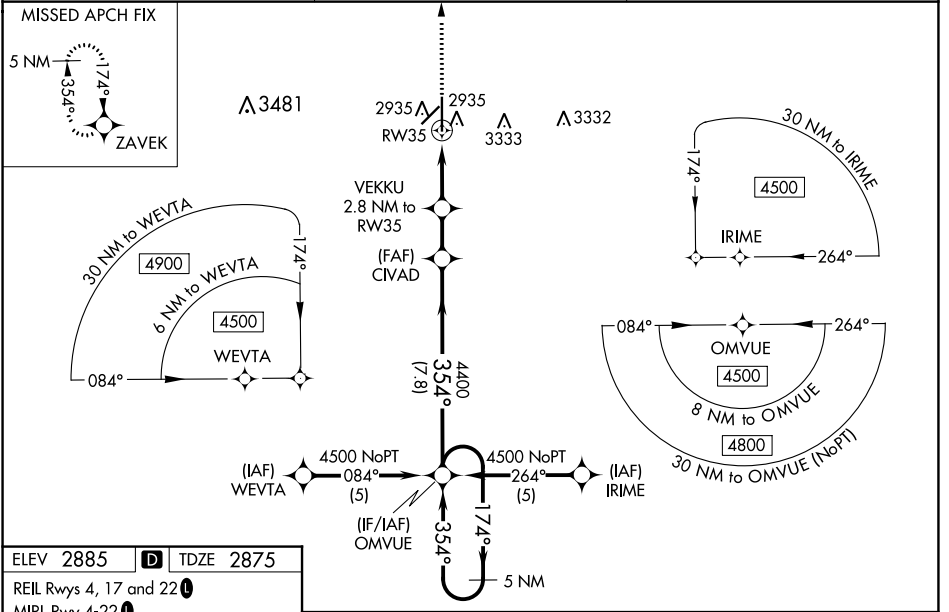 MISSED APCH FIX
5 NM
174°
354°
ZAVEK
3481
2935
2935
RW35
3333
3332
VEKKU
2.8 NM to
RW35
(FAF)
CIVAD
30 NM to WEVTA
4900
6 NM to WEVTA
4500
174°
WEVTA
084°
30 NM to IRIME
174°
4500
IRIME
264°
084°
264°
OMVUE
4500
8 NM to OMVUE
4800
30 NM to OMVUE (NoPT)
4400
354°
(7.8)
(IAF)
WEVTA
4500 NoPT
084°
(5)
4500 NoPT
264°
(5)
(IAF)
IRIME
(IF/IAF)
OMVUE
354°
174°
5 NM
ELEV 2885 D TDZE 2875
REIL Rwys 4, 17 and 22 L
MIRL Rwy 4-22 L